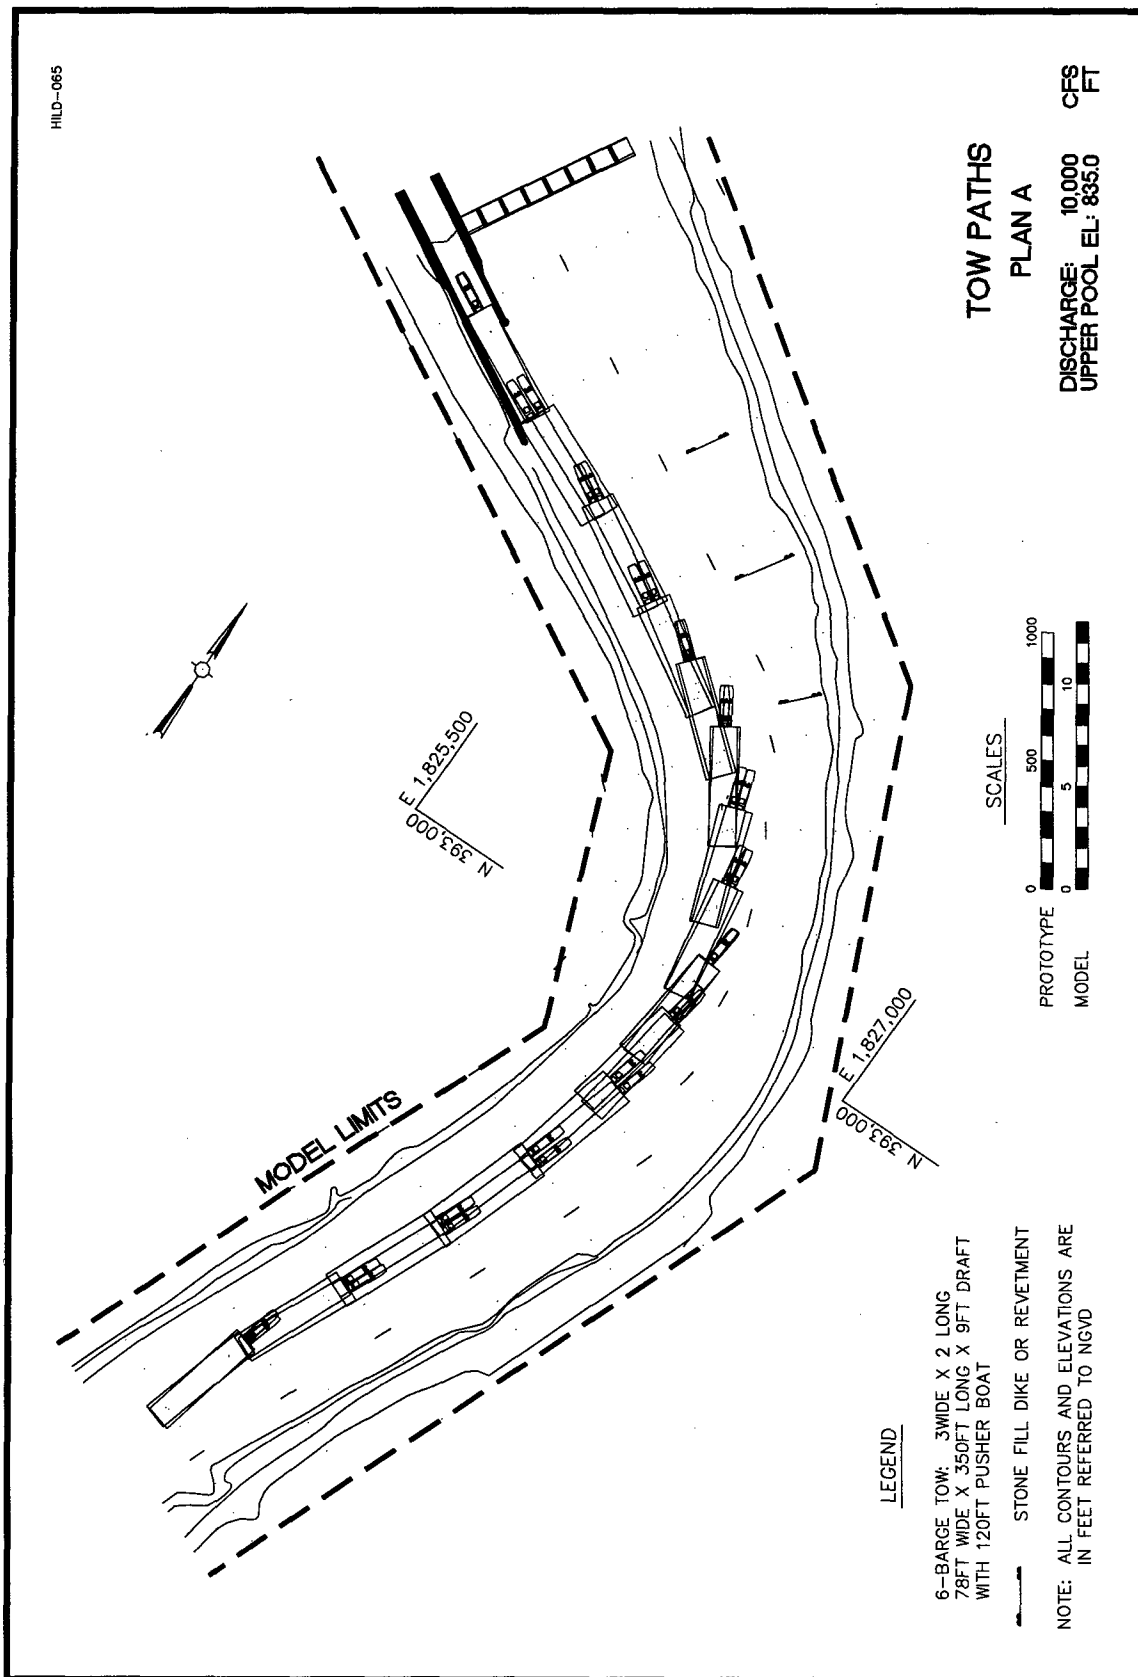 HILD-065
TOW PATHS
PLAN A
DISCHARGE: 10,000 CFS
UPPER POOL EL: 835.0 FT
MODEL LIMITS
E 1,825,500
N 393,000
E 1,827,000
N 393,000
SCALES
PROTOTYPE 0 500 1000
MODEL 0 5 10
LEGEND
6-BARGE TOW: 3WIDE X 2 LONG
78FT WIDE X 350FT LONG X 9FT DRAFT
WITH 120FT PUSHER BOAT
STONE FILL DIKE OR REVETMENT
NOTE: ALL CONTOURS AND ELEVATIONS ARE
IN FEET REFERRED TO NGVD